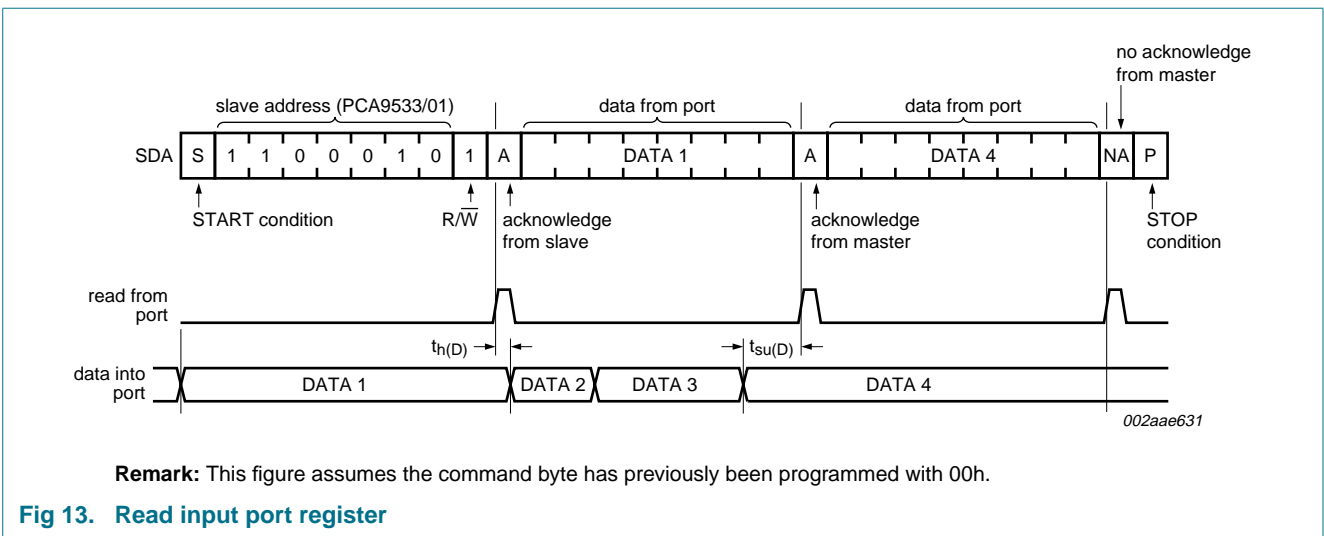 no acknowledge
from master
slave address (PCA9533/01)
data from port
data from port
SDA S 1 1 0 0 0 1 0 1 A DATA 1 A DATA 4 NA P
START condition
R/W̅
acknowledge
from slave
acknowledge
from master
STOP
condition
read from
port
th(D)
tsu(D)
data into
port
DATA 1 DATA 2 DATA 3 DATA 4
002aae631
Remark: This figure assumes the command byte has previously been programmed with 00h.
Fig 13. Read input port register